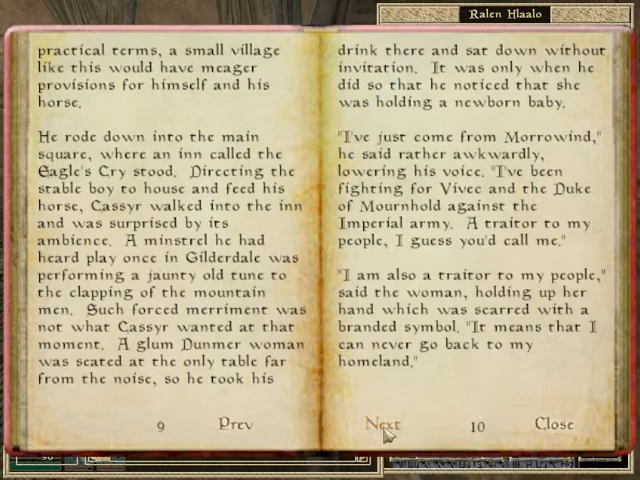 Ralen Hlaalo
practical terms, a small village
like this would have meager
provisions for himself and his
horse.
He rode down into the main
square, where an inn called the
Eagle's Cry stood. Directing the
stable boy to house and feed his
horse, Cassyr walked into the inn
and was surprised by its
ambience. A minstrel he had
heard play once in Gilderdale was
performing a jaunty old tune to
the clapping of the mountain
men. Such forced merriment was
not what Cassyr wanted at that
moment. A glum Dunmer woman
was seated at the only table far
from the noise, so he took his
drink there and sat down without
invitation. It was only when he
did so that he noticed that she
was holding a newborn baby.
"I've just come from Morrowind,"
he said rather awkwardly,
lowering his voice. "I've been
fighting for Vivec and the Duke
of Mournhold against the
Imperial army. A traitor to my
people, I guess you'd call me."
"I am also a traitor to my people,"
said the woman, holding up her
hand which was scarred with a
branded symbol. "It means that I
can never go back to my
homeland."
9 Prev Next 10 Close